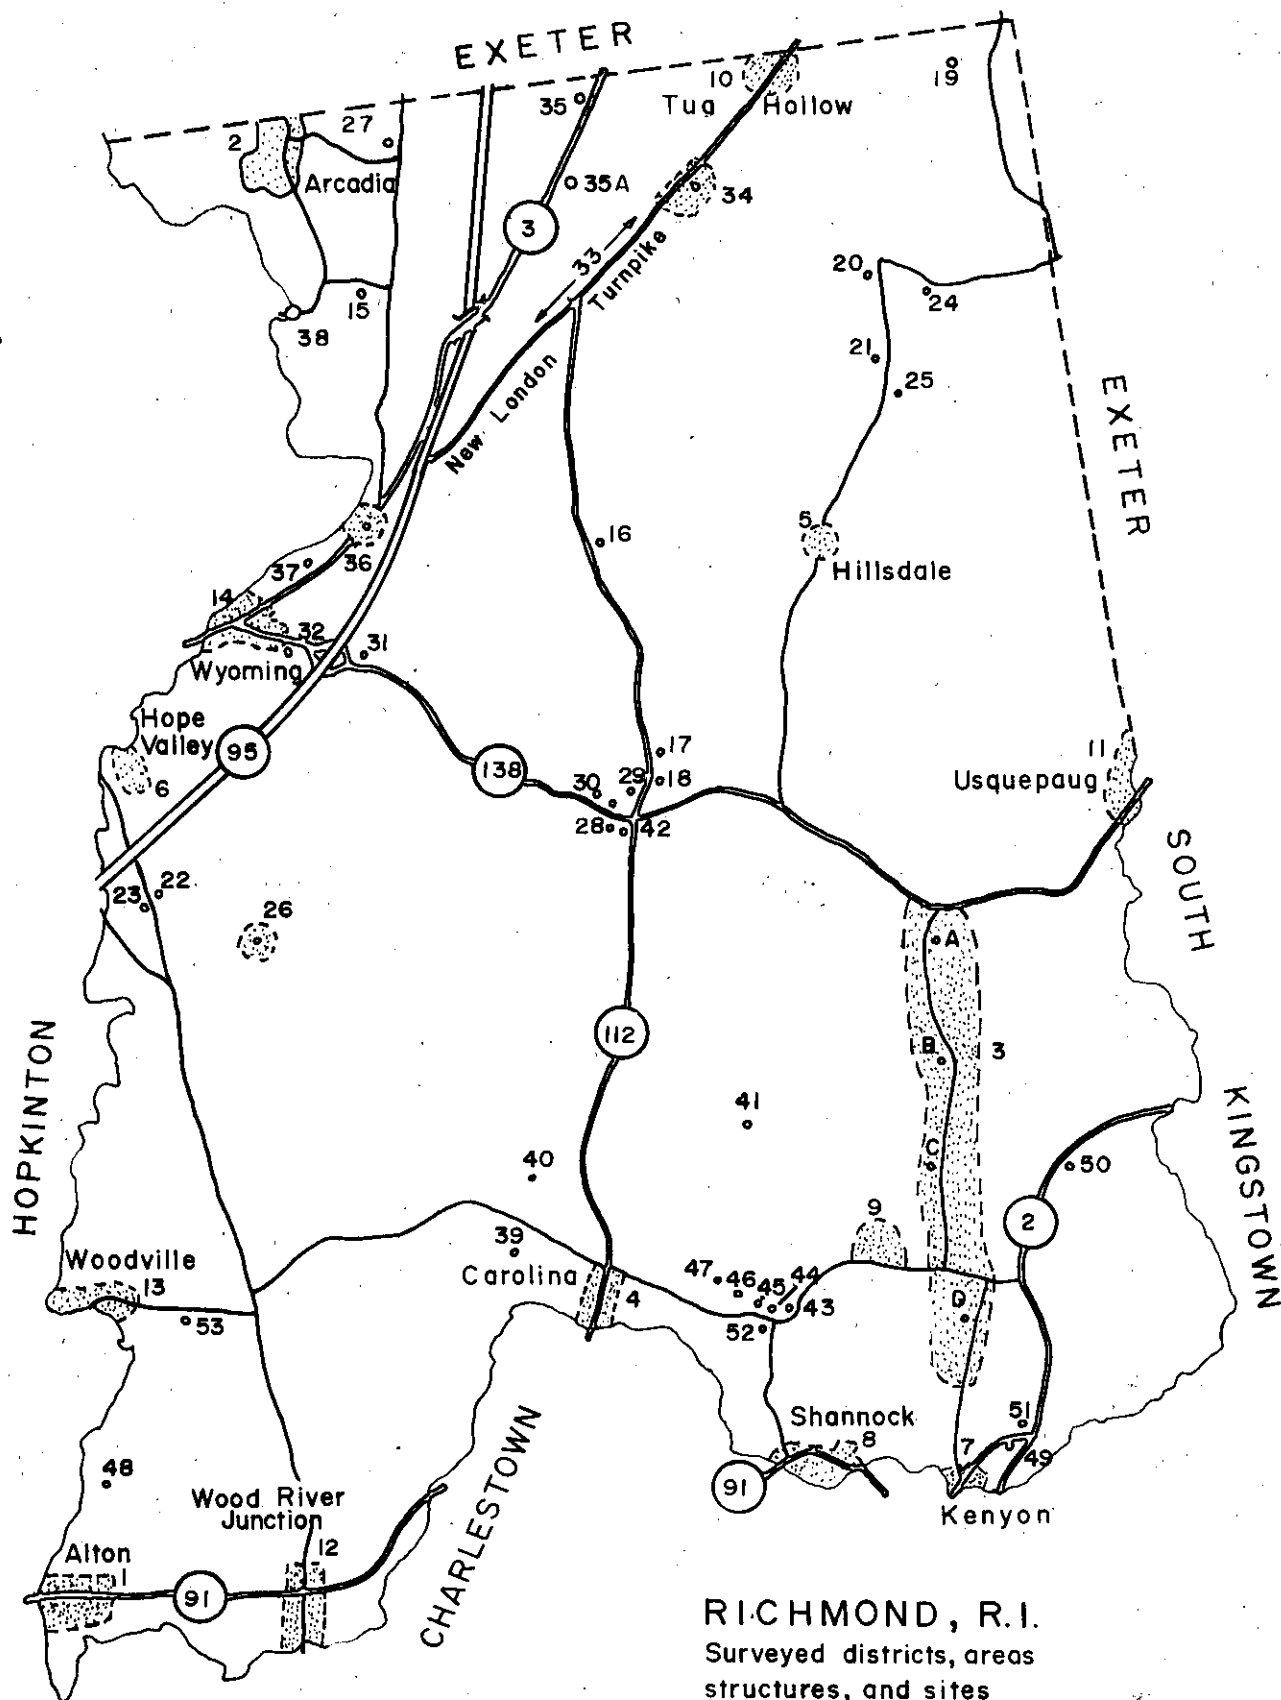 EXETER
10
Tug Hollow
19
35
27
2
Arcadia
35A
34
3
33
Turnpike
20
24
15
38
21
25
New London
EXETER
5
Hillsdale
16
36
37
14
32
31
Wyoming
Hope
Valley
95
6
138
17
11
Usquepaug
30
29
18
28
42
SOUTH
KINGSTOWN
22
23
26
A
B
3
C
112
HOPKINTON
41
40
50
2
9
39
Woodville
13
Carolina
4
47
46
45
44
43
D
53
52
Shannock
8
51
7
49
91
Kenyon
48
Wood River
Junction
12
Alton
1
91
CHARLESTOWN
RICHMOND, R.I.
Surveyed districts, areas
structures, and sites